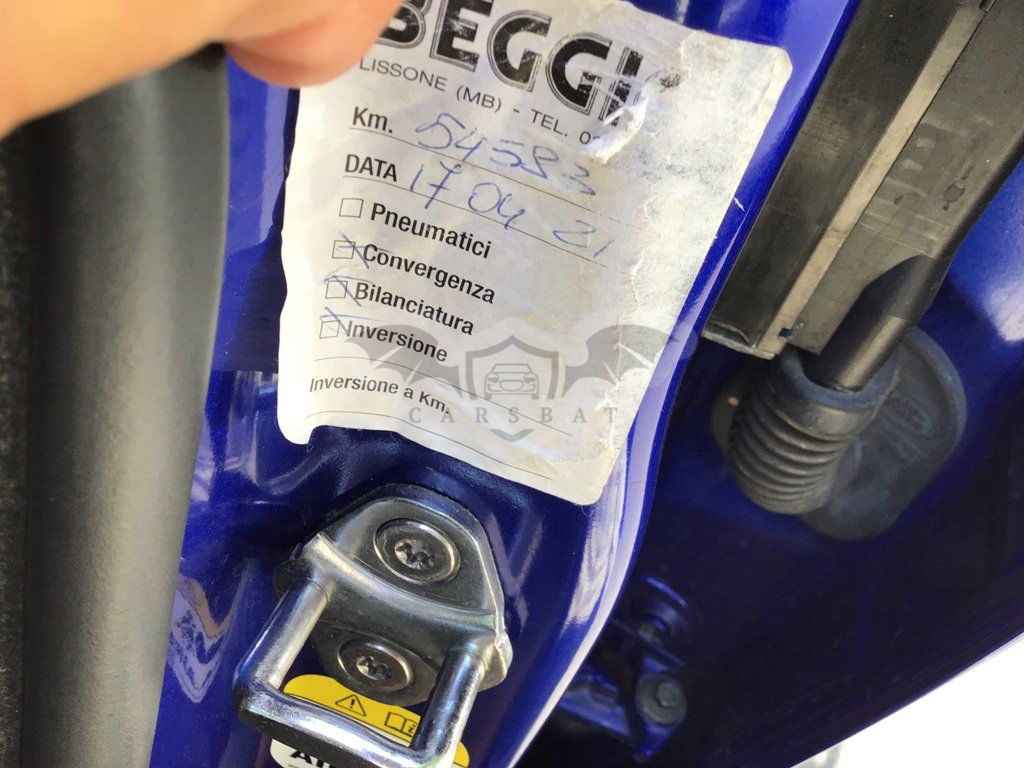 BEGGI
LISSONE (MB) - TEL. 0
Km. 54583
DATA 17 04 21
Pneumatici
Convergenza
Bilanciatura
Inversione
Inversione a Km.
CARSBAT